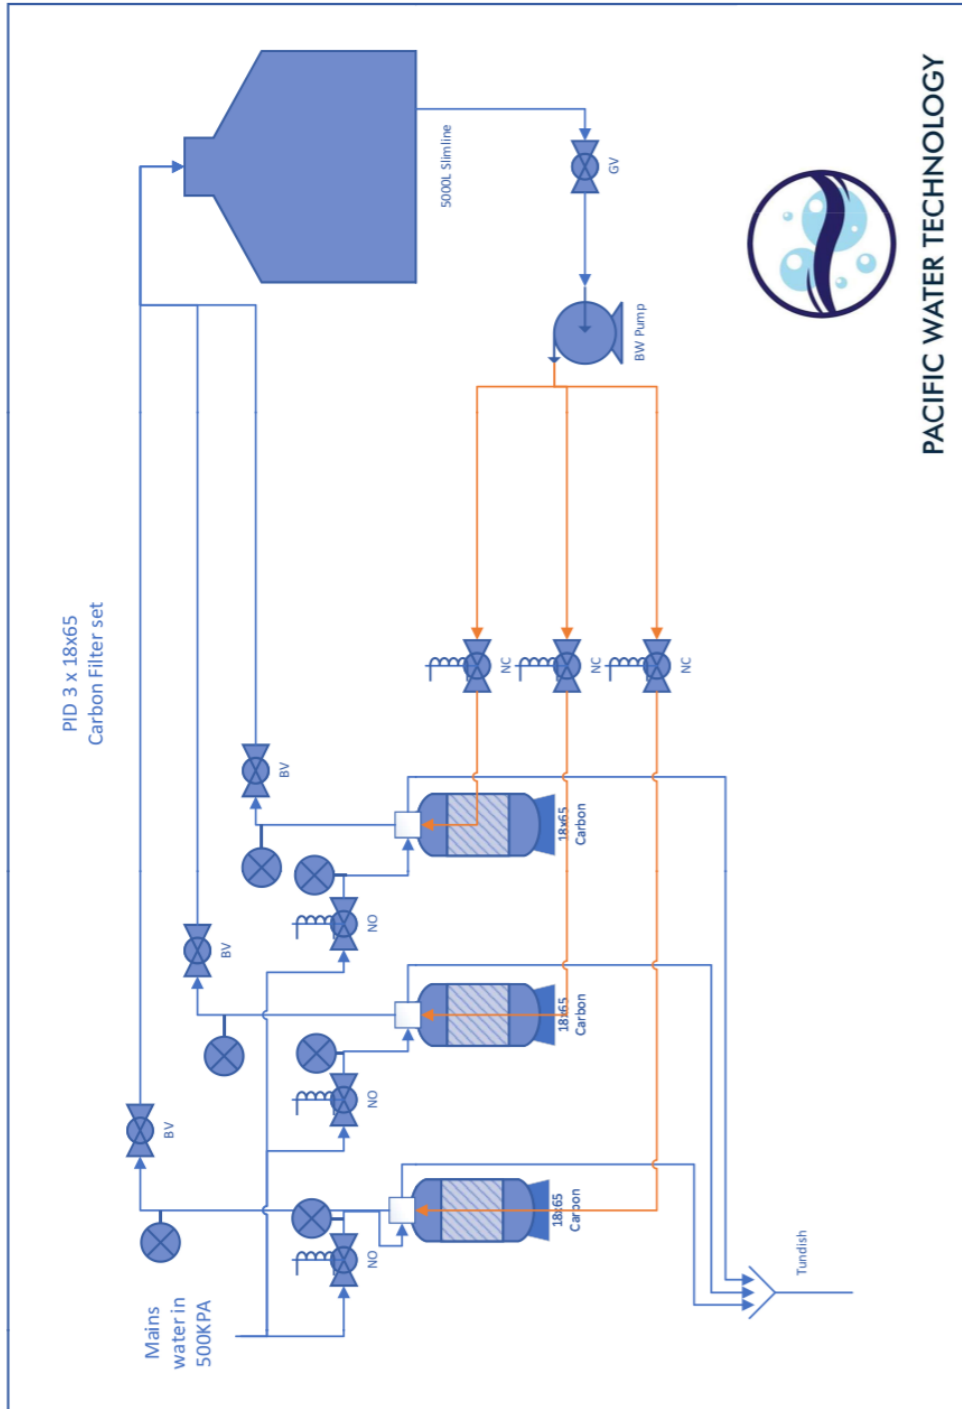 PID 3 x 18x65
Carbon Filter set
Mains
water in
500KPA
BV
BV
BV
NO
NO
NO
18x65
Carbon
18x65
Carbon
18x65
Carbon
NC
NC
NC
5000L Slimline
GV
BW Pump
Tundish
PACIFIC WATER TECHNOLOGY